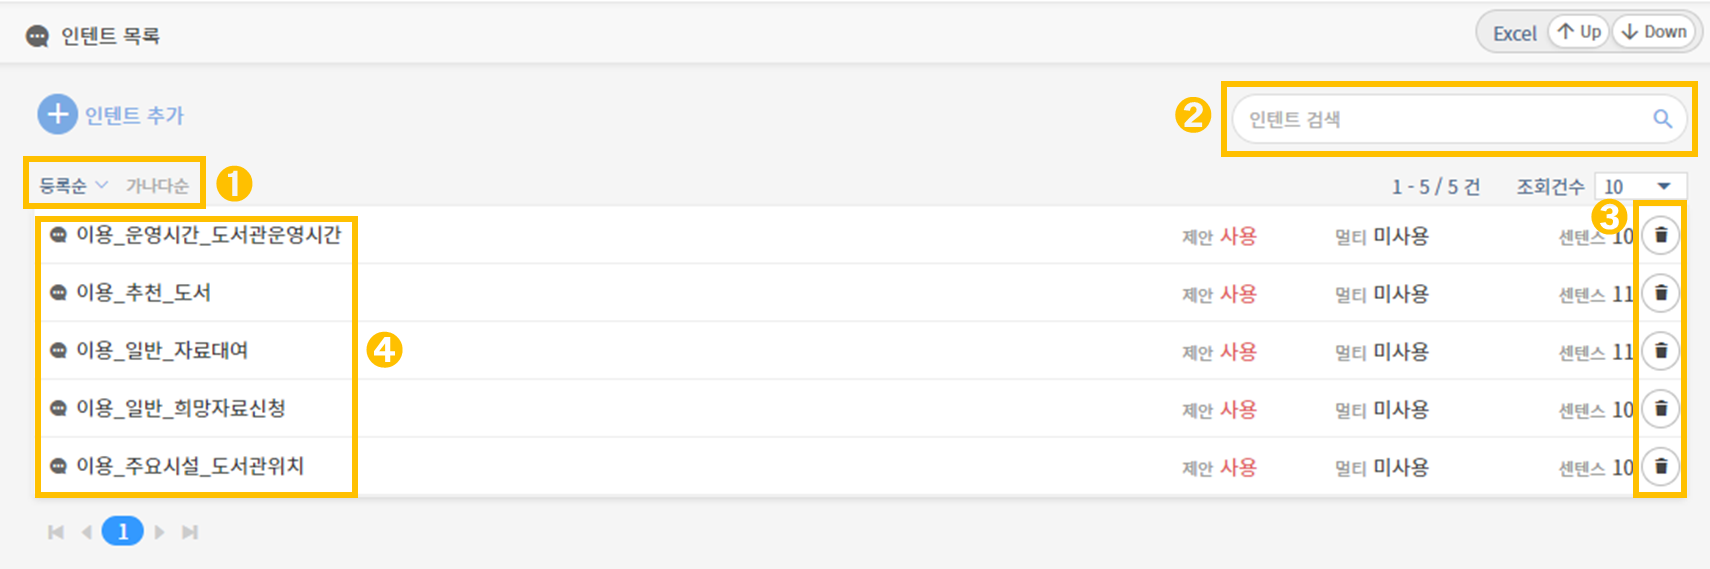 인텐트 목록
Excel Up Down
인텐트 추가
2 인텐트 검색
등록순 가나다순 1
1 - 5 / 5 건 조회건수 10
3
이용_운영시간_도서관운영시간 제안 사용 멀티 미사용 센텐스 10
이용_추천_도서 제안 사용 멀티 미사용 센텐스 11
이용_일반_자료대여 4 제안 사용 멀티 미사용 센텐스 11
이용_일반_희망자료신청 제안 사용 멀티 미사용 센텐스 10
이용_주요시설_도서관위치 제안 사용 멀티 미사용 센텐스 10
1